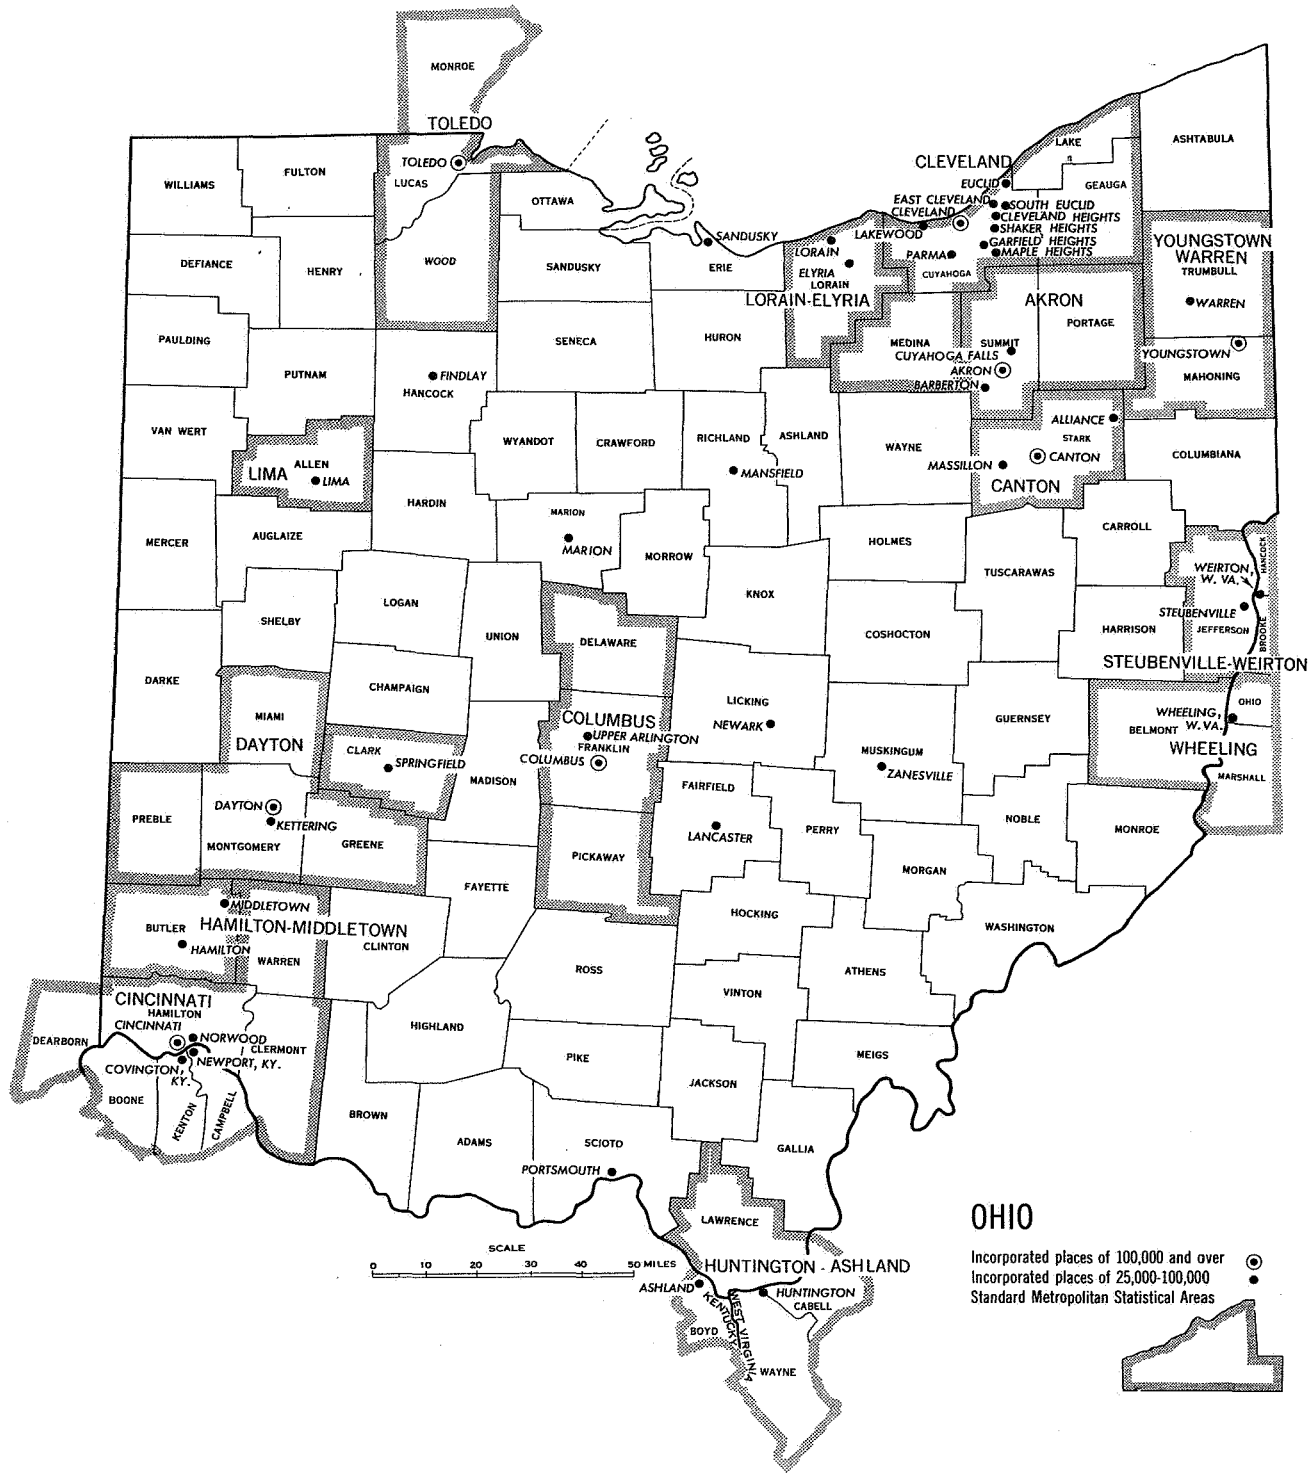 MONROE
TOLEDO
TOLEDO
LUCAS
WILLIAMS
FULTON
OTTAWA
DEFIANCE
HENRY
WOOD
SANDUSKY
SANDUSKY
ERIE
ASHTABULA
LAKE
CLEVELAND
EUCLID
GEAUGA
EAST CLEVELAND
CLEVELAND
SOUTH EUCLID
CLEVELAND HEIGHTS
SHAKER HEIGHTS
LAKEWOOD
GARFIELD HEIGHTS
PARMA
MAPLE HEIGHTS
CUYAHOGA
LORAIN
ELYRIA
LORAIN
LORAIN-ELYRIA
YOUNGSTOWN
WARREN
TRUMBULL
WARREN
AKRON
PORTAGE
PAULDING
PUTNAM
SENECA
HURON
MEDINA
SUMMIT
CUYAHOGA FALLS
AKRON
BARBERTON
YOUNGSTOWN
MAHONING
FINDLAY
HANCOCK
VAN WERT
ALLEN
LIMA
LIMA
WYANDOT
CRAWFORD
RICHLAND
MANSFIELD
ASHLAND
WAYNE
ALLIANCE
STARK
CANTON
MASSILLON
CANTON
COLUMBIANA
HARDIN
MERCER
AUGLAIZE
MARION
MARION
MORROW
HOLMES
CARROLL
TUSCARAWAS
HANCOCK
WEIRTON,
W. VA.
STEUBENVILLE
JEFFERSON
BROOKE
STEUBENVILLE-WEIRTON
LOGAN
SHELBY
UNION
DELAWARE
KNOX
COSHOCTON
HARRISON
DARKE
CHAMPAIGN
MIAMI
DAYTON
LICKING
NEWARK
GUERNSEY
OHIO
WHEELING,
W. VA.
BELMONT
WHEELING
MARSHALL
COLUMBUS
UPPER ARLINGTON
FRANKLIN
COLUMBUS
CLARK
SPRINGFIELD
MADISON
MUSKINGUM
ZANESVILLE
FAIRFIELD
LANCASTER
PERRY
NOBLE
MONROE
PREBLE
DAYTON
KETTERING
MONTGOMERY
GREENE
PICKAWAY
MORGAN
FAYETTE
MIDDLETOWN
HAMILTON-MIDDLETOWN
BUTLER
HAMILTON
WARREN
CLINTON
HOCKING
WASHINGTON
ROSS
ATHENS
VINTON
CINCINNATI
HAMILTON
CINCINNATI
NORWOOD
DEARBORN
CLERMONT
NEWPORT, KY.
COVINGTON,
KY.
BOONE
KENTON
CAMPBELL
HIGHLAND
PIKE
MEIGS
JACKSON
BROWN
ADAMS
SCIOTO
GALLIA
PORTSMOUTH
LAWRENCE
HUNTINGTON - ASHLAND
ASHLAND
HUNTINGTON
CABELL
KENTUCKY
WEST VIRGINIA
BOYD
WAYNE
SCALE
0 10 20 30 40 50 MILES
OHIO
Incorporated places of 100,000 and over
Incorporated places of 25,000-100,000
Standard Metropolitan Statistical Areas